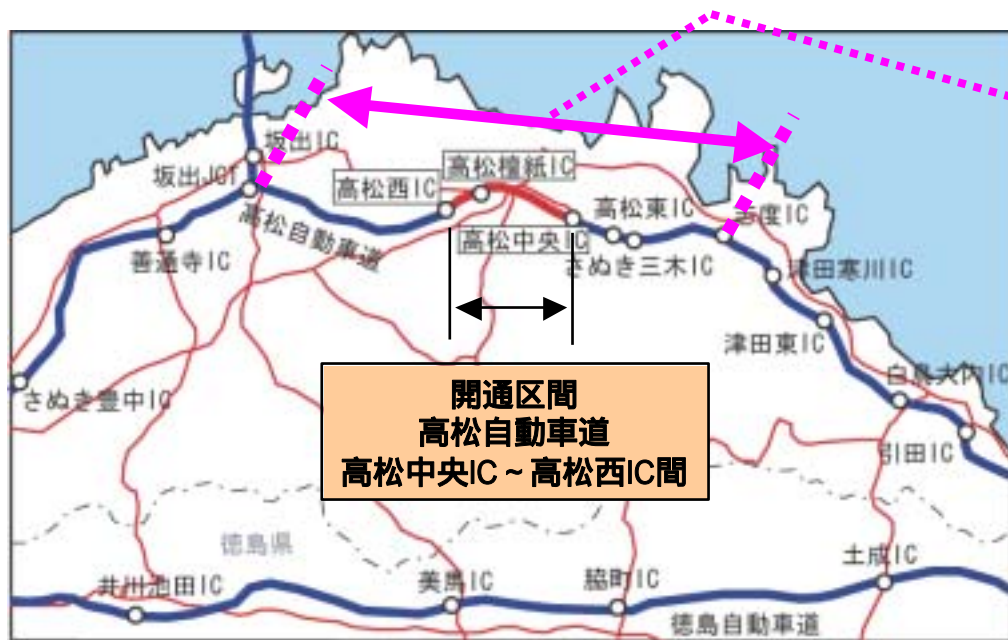 坂出IC
坂出JCT
高松西IC
高松檀紙IC
高松東IC
志度IC
高松自動車道
高松中央IC
善通寺IC
さぬき三木IC
津田寒川IC
津田東IC
さぬき豊中IC
白鳥大内IC
引田IC
開通区間
高松自動車道
高松中央IC~高松西IC間
徳島県
井川池田IC
美馬IC
脇町IC
土成IC
徳島自動車道